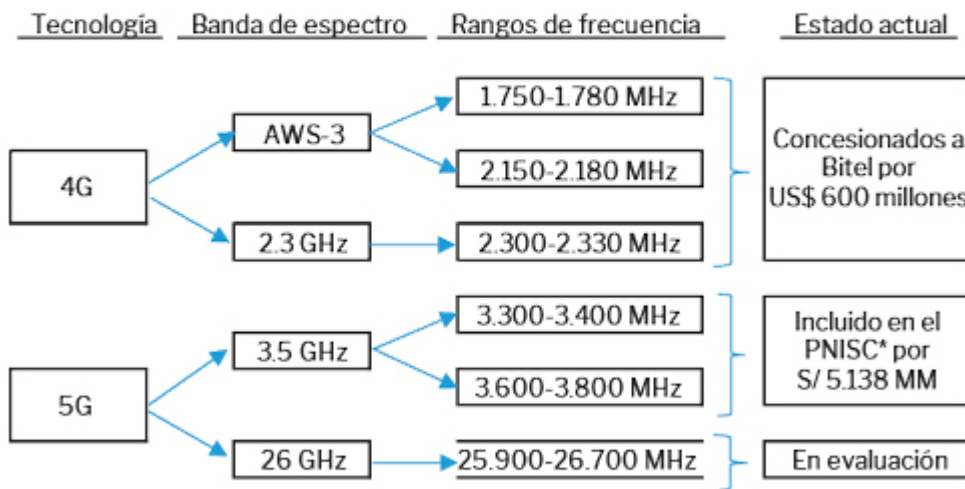 Tecnología Banda de espectro Rangos de frecuencia Estado actual
4G
AWS-3
1.750-1.780 MHz
2.150-2.180 MHz
2.3 GHz
2.300-2.330 MHz
Concesionados a
Bitel por
US$ 600 millones
5G
3.5 GHz
3.300-3.400 MHz
3.600-3.800 MHz
Incluido en el
PNISC* por
S/ 5.138 MM
26 GHz
25.900-26.700 MHz
En evaluación